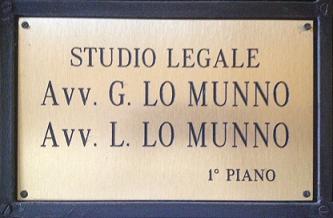 STUDIO LEGALE
Avv. G. LO MUNNO
Avv. L. LO MUNNO
1° PIANO